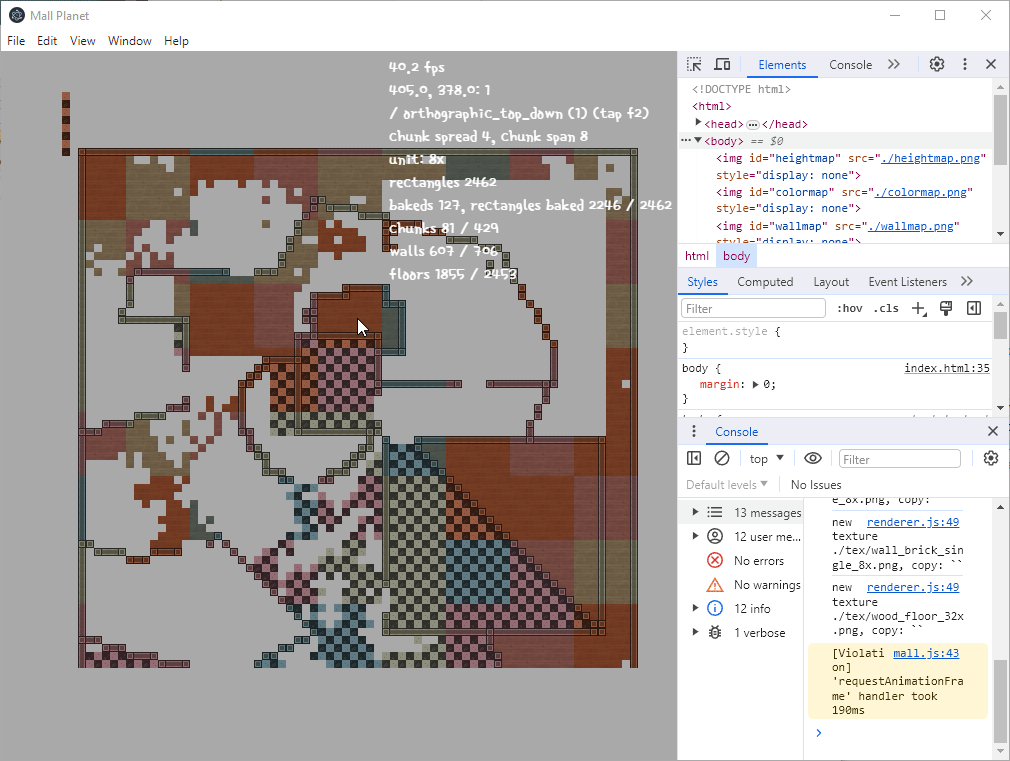 Mall Planet
File Edit View Window Help
40.2 fps
405.0, 378.0: 1
/ orthographic_top_down (1) (tap f2)
Chunk spread 4, Chunk span 8
unit: 8x
rectangles 2462
bakeds 127, rectangles baked 2246 / 2462
Chunks 81 / 429
walls 607 / 706
floors 1855 / 2453
Elements Console
<!DOCTYPE html>
<html>
<head> </head>
<body> == $0
<img id="heightmap" src="./heightmap.png"
style="display: none">
<img id="colormap" src="./colormap.png"
style="display: none">
<img id="wallmap" src="./wallmap.png"
style="display: none">
html body
Styles Computed Layout Event Listeners
Filter :hov .cls
element.style {
}
body { index.html:35
margin: 0;
}
Console
top Filter
Default levels No Issues
13 messages
12 user me...
No errors
No warnings
12 info
1 verbose
e_8x.png, copy: ``
new renderer.js:49
texture
./tex/wall_brick_sin
gle_8x.png, copy: ``
new renderer.js:49
texture
./tex/wood_floor_32x
.png, copy: ``
[Violati mall.js:43
on]
'requestAnimationFra
me' handler took
190ms